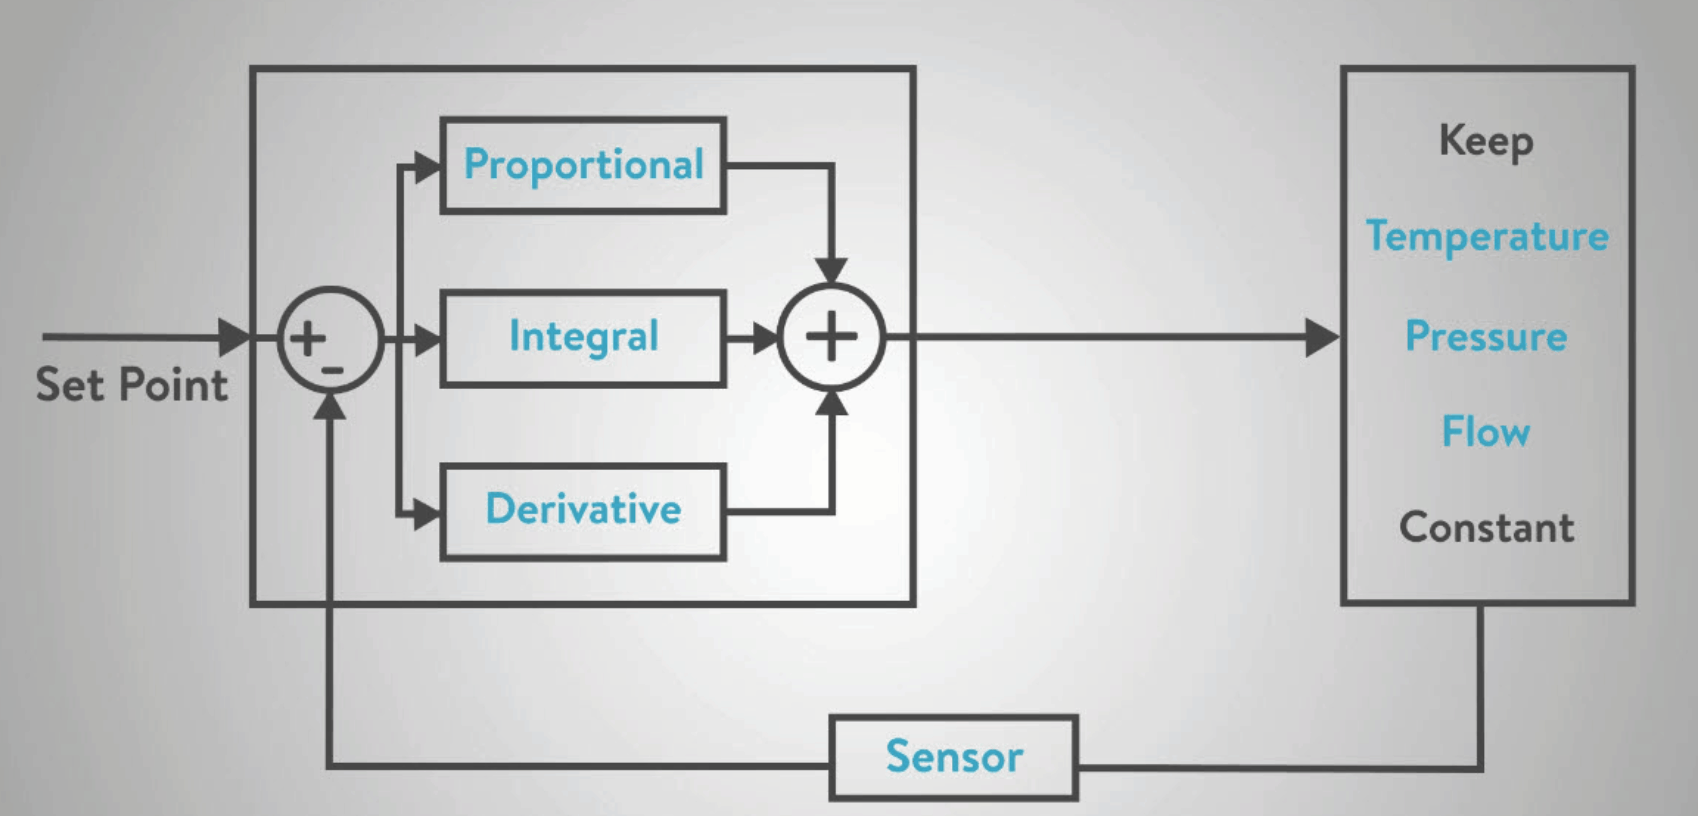 Set Point
+
-
Proportional
Integral
Derivative
+
Keep
Temperature
Pressure
Flow
Constant
Sensor